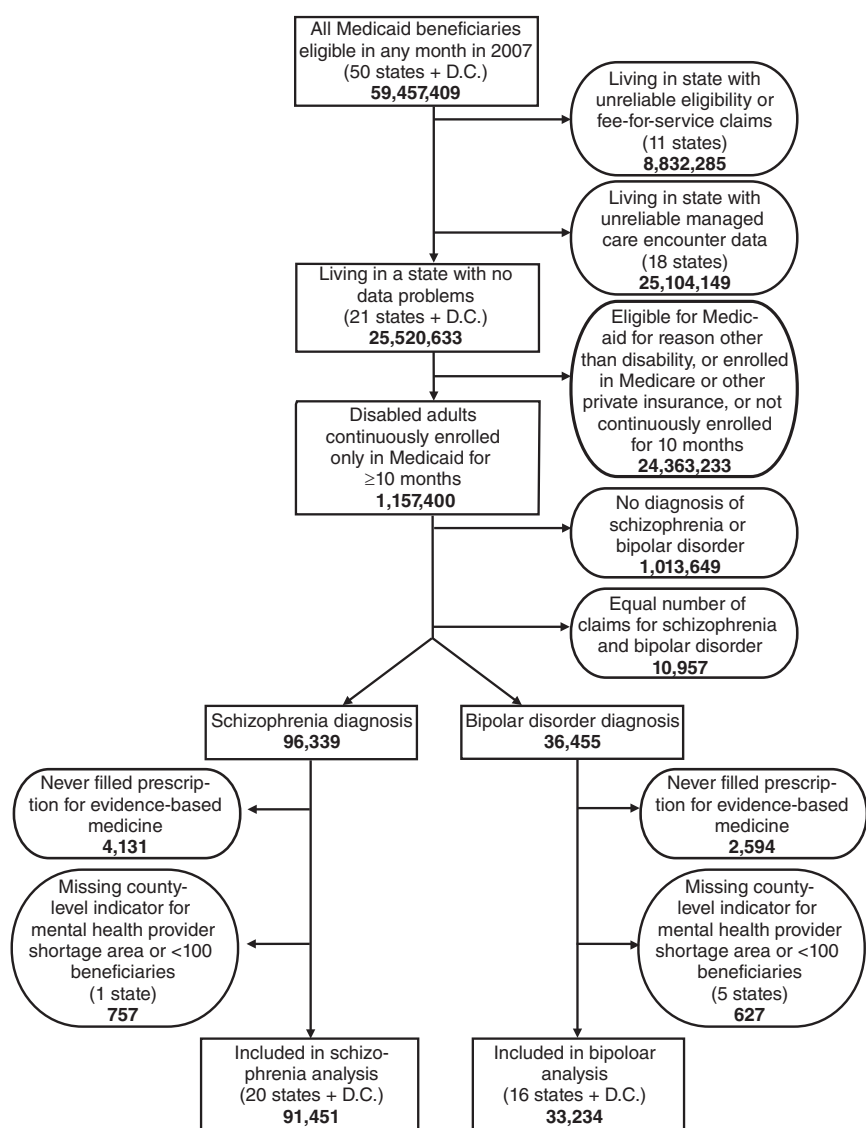 All Medicaid beneficiaries
eligible in any month in 2007
(50 states + D.C.)
59,457,409
Living in state with
unreliable eligibility or
fee-for-service claims
(11 states)
8,832,285
Living in state with
unreliable managed
care encounter data
(18 states)
25,104,149
Living in a state with no
data problems
(21 states + D.C.)
25,520,633
Eligible for Medic-
aid for reason other
than disability, or enrolled
in Medicare or other
private insurance, or not
continuously enrolled
for 10 months
24,363,233
Disabled adults
continuously enrolled
only in Medicaid for
≥10 months
1,157,400
No diagnosis of
schizophrenia or
bipolar disorder
1,013,649
Equal number of
claims for schizophrenia
and bipolar disorder
10,957
Schizophrenia diagnosis
96,339
Bipolar disorder diagnosis
36,455
Never filled prescrip-
tion for evidence-based
medicine
4,131
Never filled prescrip-
tion for evidence-based
medicine
2,594
Missing county-
level indicator for
mental health provider
shortage area or <100
beneficiaries
(1 state)
757
Missing county-
level indicator for
mental health provider
shortage area or <100
beneficiaries
(5 states)
627
Included in schizo-
phrenia analysis
(20 states + D.C.)
91,451
Included in bipoloar
analysis
(16 states + D.C.)
33,234